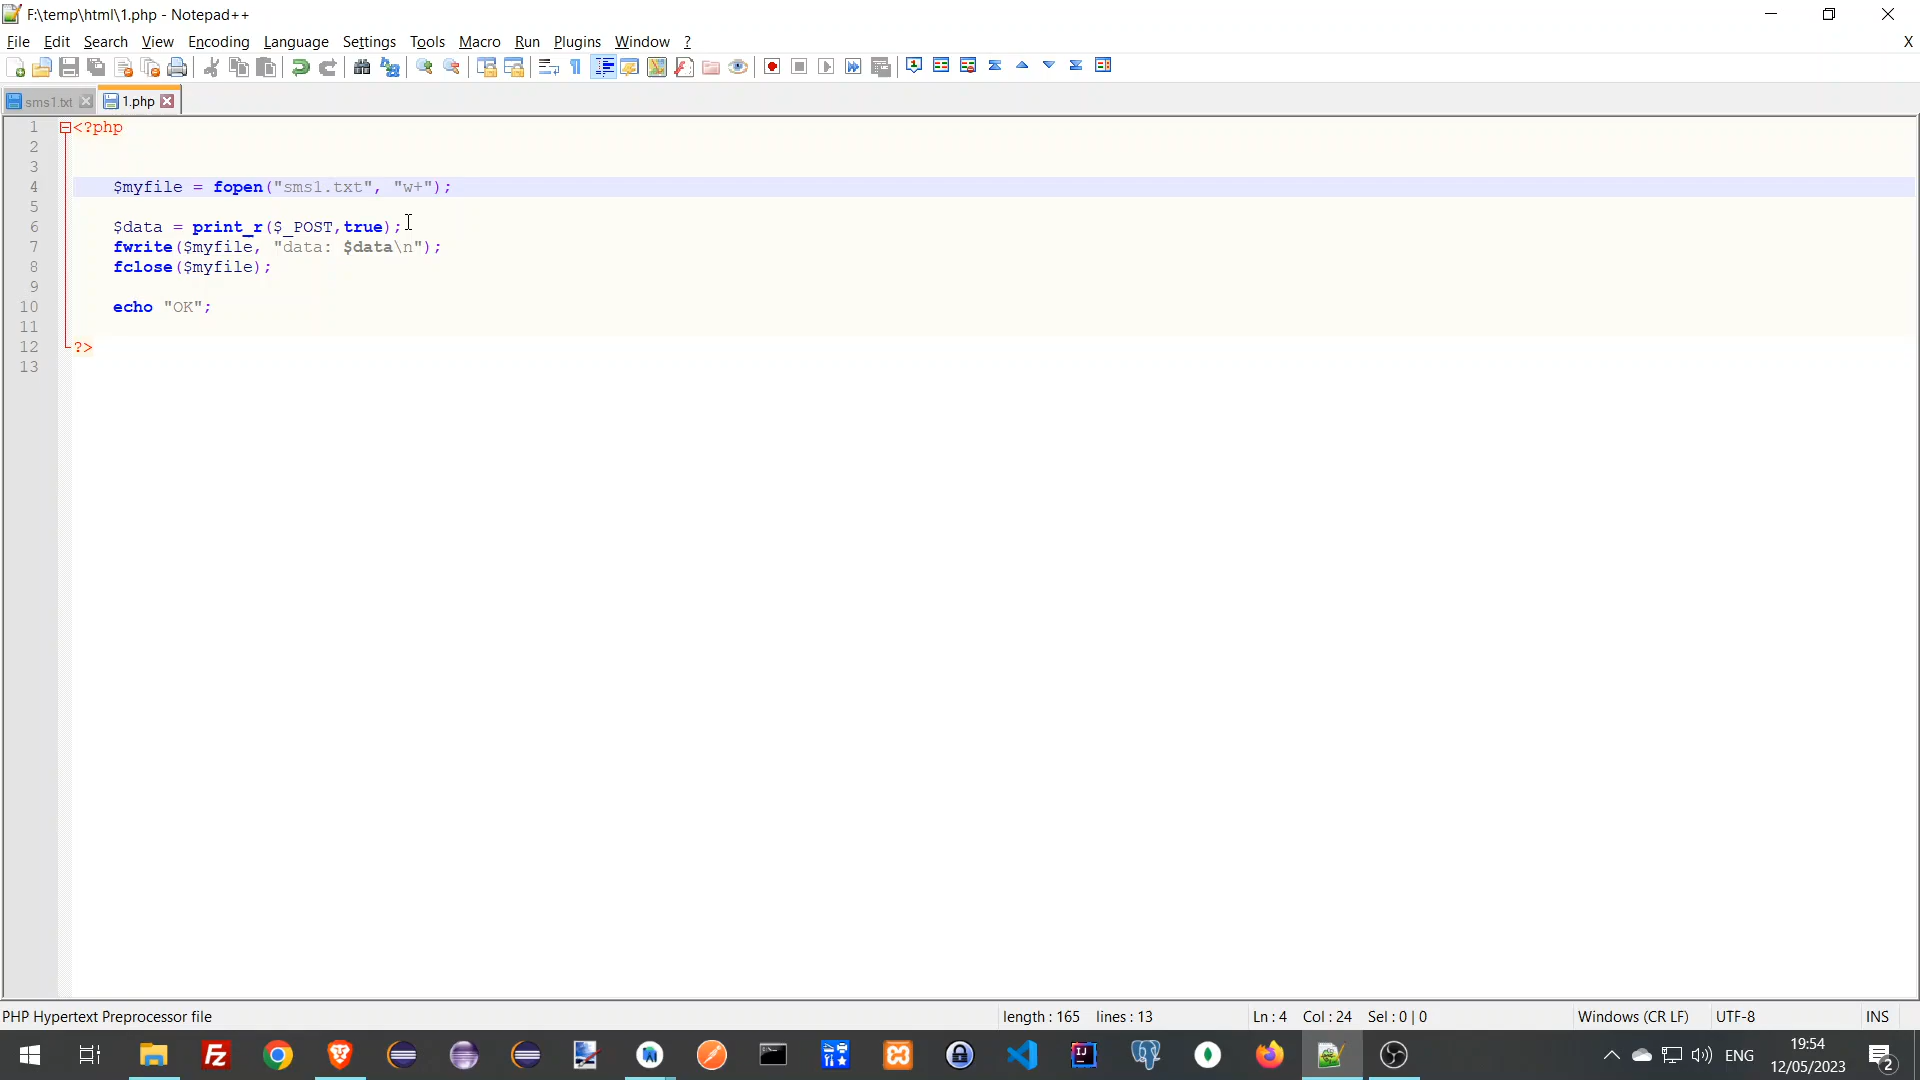 F:\temp\html\1.php - Notepad++
File Edit Search View Encoding Language Settings Tools Macro Run Plugins Window ? X
sms1.txt 1.php
1 <?php
2
3
4 $myfile = fopen("sms1.txt", "w+");
5
6 $data = print_r($_POST,true);
7 fwrite($myfile, "data: $data\n");
8 fclose($myfile);
9
10 echo "OK";
11
12 ?>
13
PHP Hypertext Preprocessor file length : 165 lines : 13 Ln : 4 Col : 24 Sel : 0 | 0 Windows (CR LF) UTF-8 INS
ENG 19:54 2
12/05/2023